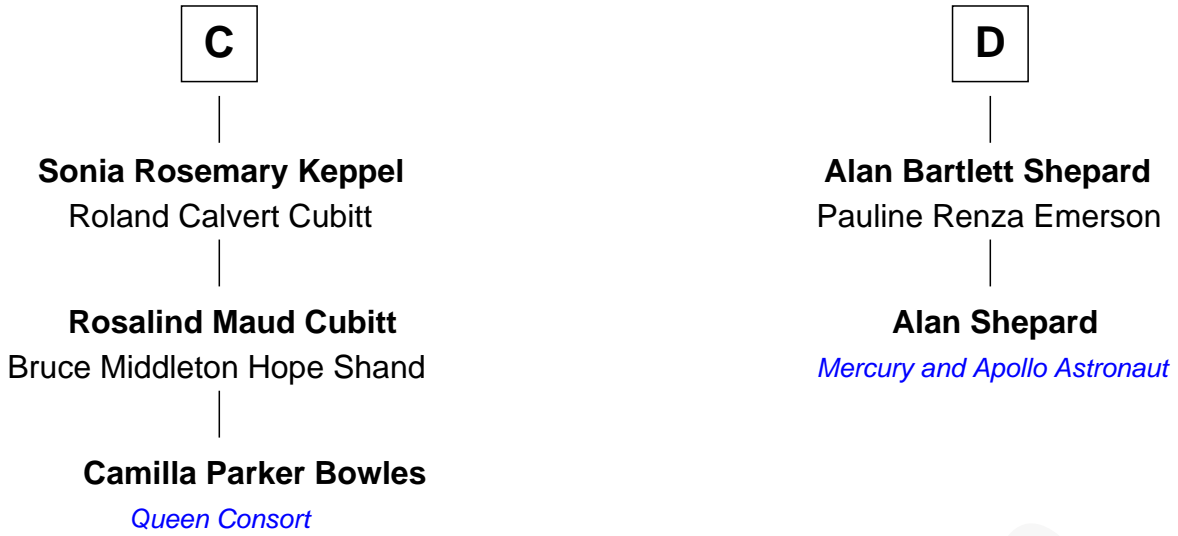 C
Sonia Rosemary Keppel
Roland Calvert Cubitt
Rosalind Maud Cubitt
Bruce Middleton Hope Shand
Camilla Parker Bowles
Queen Consort
D
Alan Bartlett Shepard
Pauline Renza Emerson
Alan Shepard
Mercury and Apollo Astronaut